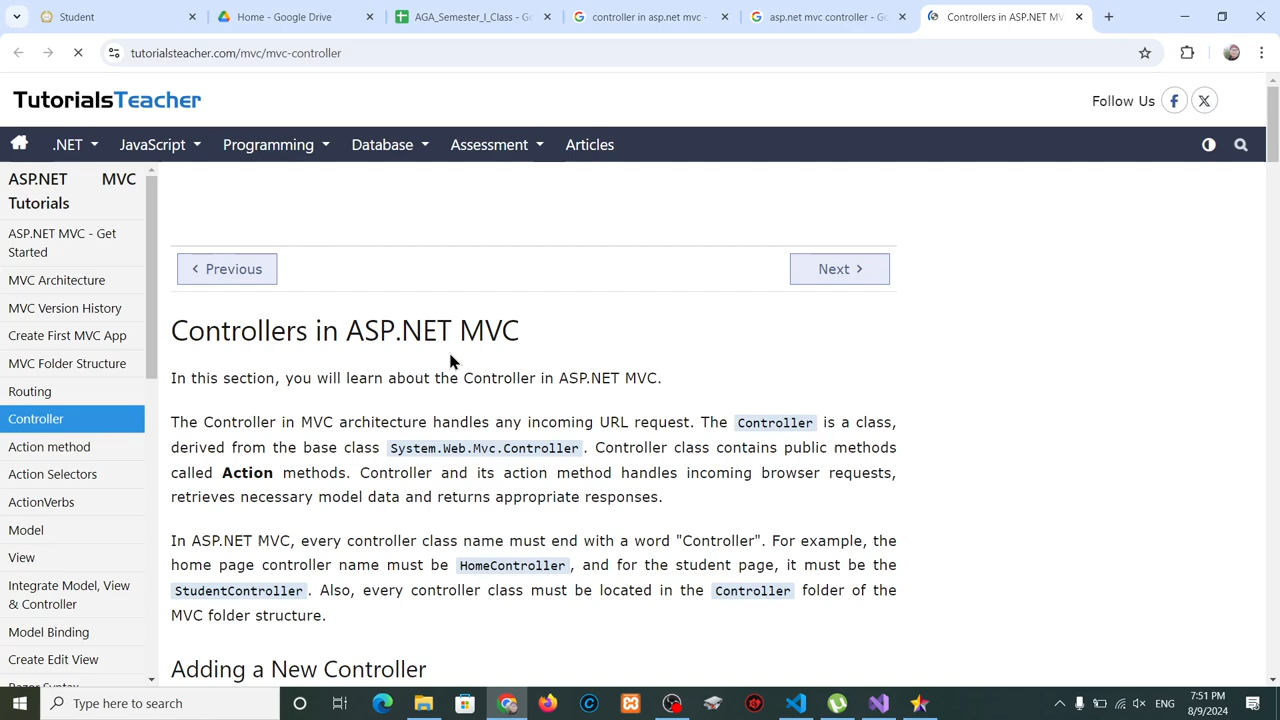 Student
Home - Google Drive
AGA_Semester_I_Class - Go
controller in asp.net mvc -
asp.net mvc controller - Go
Controllers in ASP.NET MV
tutorialsteacher.com/mvc/mvc-controller
TutorialsTeacher
Follow Us
.NET JavaScript Programming Database Assessment Articles
ASP.NET MVC
Tutorials
ASP.NET MVC - Get
Started
MVC Architecture
MVC Version History
Create First MVC App
MVC Folder Structure
Routing
Controller
Action method
Action Selectors
ActionVerbs
Model
View
Integrate Model, View
& Controller
Model Binding
Create Edit View
Previous
Next
Controllers in ASP.NET MVC
In this section, you will learn about the Controller in ASP.NET MVC.
The Controller in MVC architecture handles any incoming URL request. The Controller is a class,
derived from the base class System.Web.Mvc.Controller. Controller class contains public methods
called Action methods. Controller and its action method handles incoming browser requests,
retrieves necessary model data and returns appropriate responses.
In ASP.NET MVC, every controller class name must end with a word "Controller". For example, the
home page controller name must be HomeController, and for the student page, it must be the
StudentController. Also, every controller class must be located in the Controller folder of the
MVC folder structure.
Adding a New Controller
Type here to search
ENG
7:51 PM
8/9/2024